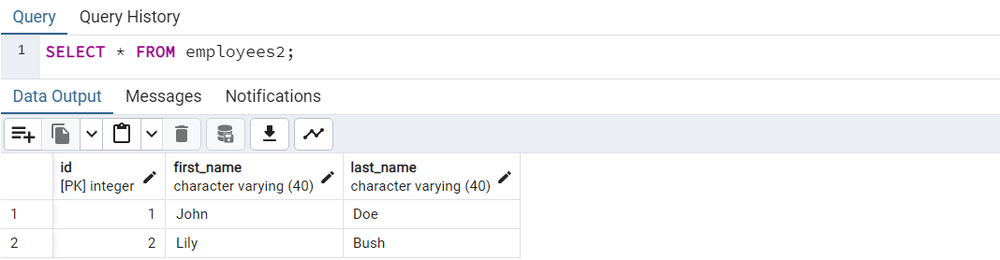 Query Query History
1 SELECT * FROM employees2;
Data Output Messages Notifications
id first_name last_name
[PK] integer character varying (40) character varying (40)
1 1 John Doe
2 2 Lily Bush